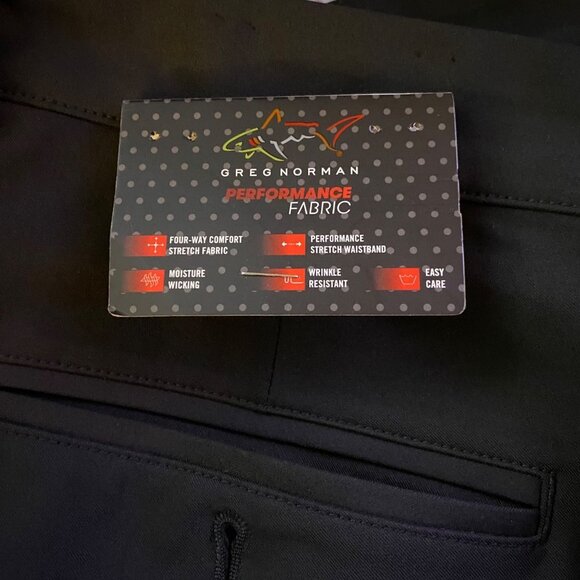 GREG NORMAN
PERFORMANCE
FABRIC
FOUR-WAY COMFORT
STRETCH FABRIC
PERFORMANCE
STRETCH WAISTBAND
MOISTURE
WICKING
WRINKLE
RESISTANT
EASY
CARE